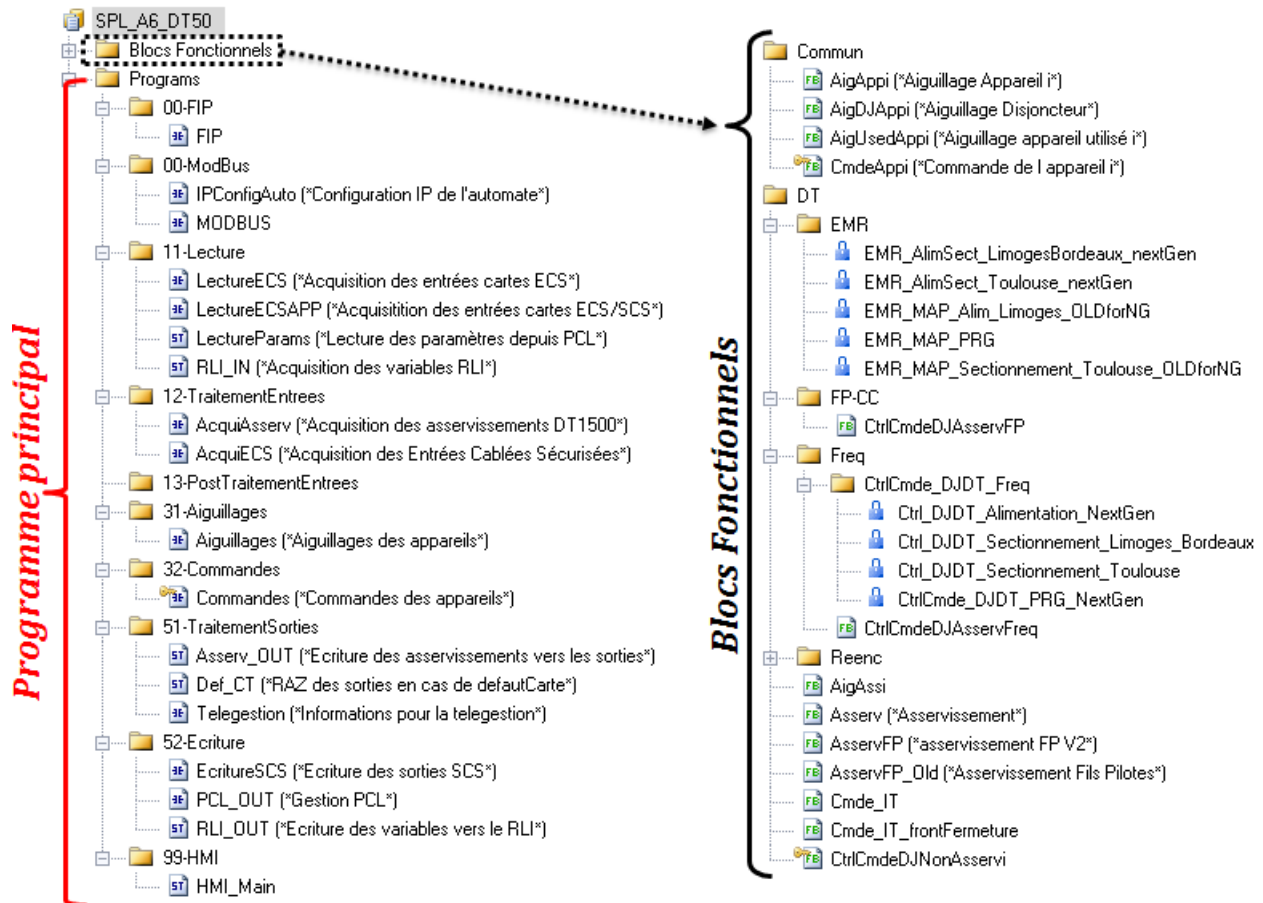 SPL_A6_DT50
Blocs Fonctionnels
Programs
00-FIP
FIP
00-ModBus
IPConfigAuto (*Configuration IP de l'automate*)
MODBUS
11-Lecture
LectureECS (*Acquisition des entrées cartes ECS*)
LectureECSAPP (*Acquisitition des entrées cartes ECS/SCS*)
LectureParams (*Lecture des paramètres depuis PCL*)
RLI_IN (*Acquisition des variables RLI*)
12-TraitementEntrees
AcquiAsserv (*Acquisition des asservissements DT1500*)
AcquiECS (*Acquisition des Entrées Cablées Sécurisées*)
13-PostTraitementEntrees
31-Aiguillages
Aiguillages (*Aiguillages des appareils*)
32-Commandes
Commandes (*Commandes des appareils*)
51-TraitementSorties
Asserv_OUT (*Ecriture des asservissements vers les sorties*)
Def_CT (*RAZ des sorties en cas de defautCarte*)
Telegestion (*Informations pour la telegestion*)
52-Ecriture
EcritureSCS (*Ecriture des sorties SCS*)
PCL_OUT (*Gestion PCL*)
RLI_OUT (*Ecriture des variables vers le RLI*)
99-HMI
HMI_Main
Programme principal
Blocs Fonctionnels
Commun
AigAppi (*Aiguillage Appareil i*)
AigDJAppi (*Aiguillage Disjoncteur*)
AigUsedAppi (*Aiguillage appareil utilisé i*)
CmdeAppi (*Commande de l appareil i*)
DT
EMR
EMR_AlimSect_LimogesBordeaux_nextGen
EMR_AlimSect_Toulouse_nextGen
EMR_MAP_Alim_Limoges_OLDforNG
EMR_MAP_PRG
EMR_MAP_Sectionnement_Toulouse_OLDforNG
FP-CC
CtrlCmdeDJAsservFP
Freq
CtrlCmde_DJDT_Freq
Ctrl_DJDT_Alimentation_NextGen
Ctrl_DJDT_Sectionnement_Limoges_Bordeaux
Ctrl_DJDT_Sectionnement_Toulouse
CtrlCmde_DJDT_PRG_NextGen
CtrlCmdeDJAsservFreq
Reenc
AigAssi
Asserv (*Asservissement*)
AsservFP (*asservissement FP V2*)
AsservFP_Old (*Asservissement Fils Pilotes*)
Cmde_IT
Cmde_IT_frontFermeture
CtrlCmdeDJNonAsservi